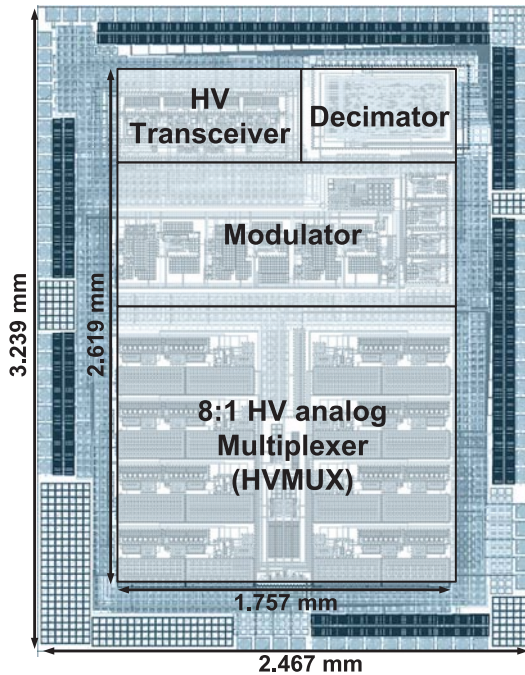 HV
Transceiver
Decimator
Modulator
8:1 HV analog
Multiplexer
(HVMUX)
3.239 mm
2.619 mm
1.757 mm
2.467 mm